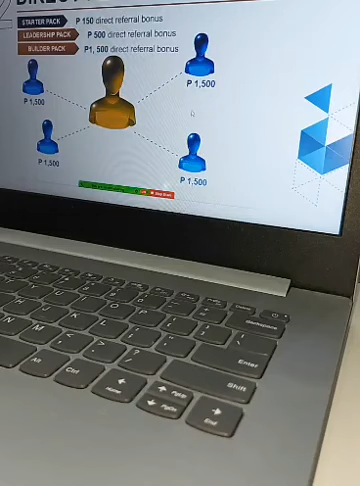 STARTER PACK P 150 direct referral bonus
LEADERSHIP PACK P 500 direct referral bonus
BUILDER PACK P1, 500 direct referral bonus
P 1,500
P 1,500
P 1,500
P 1,500
Backspace
Enter
Shift
Alt
Ctrl
Home
PgUp
PgDn
End
P
O
I
U
Y
L
K
J
M
N